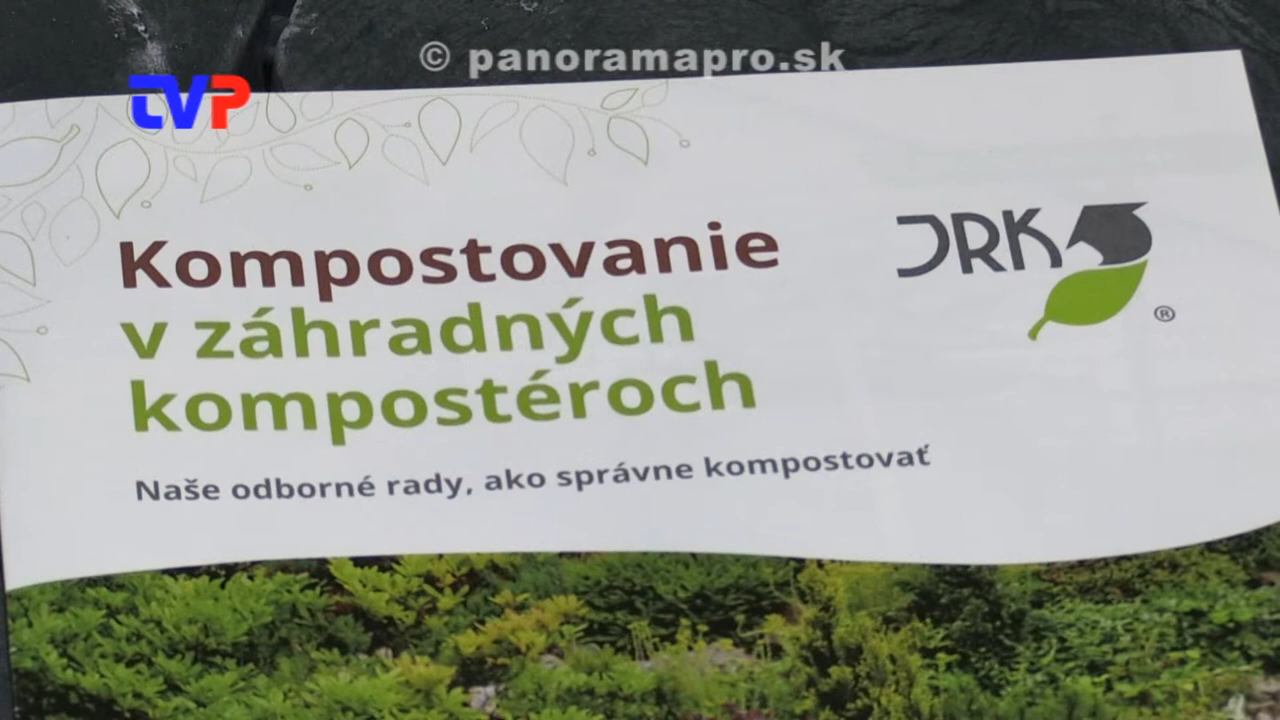 © panoramapro.sk
TVP
Kompostovanie
v záhradných
kompostéroch
JRK
®
Naše odborné rady, ako správne kompostovať